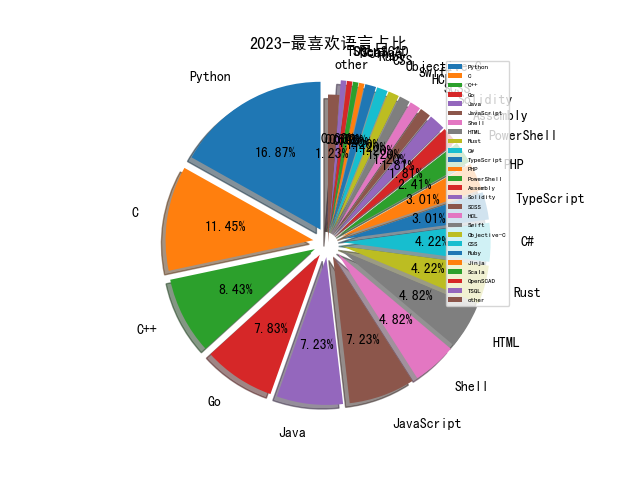 2023-最喜欢语言占比
Python
16.87%
C
11.45%
C++
8.43%
Go
7.83%
Java
7.23%
JavaScript
7.23%
Shell
4.82%
HTML
4.82%
Rust
4.22%
C#
4.22%
TypeScript
3.01%
PHP
3.01%
PowerShell
2.41%
Assembly
1.81%
Solidity
1.81%
other
1.23%
Python
C
C++
Go
Java
JavaScript
Shell
HTML
Rust
C#
TypeScript
PHP
PowerShell
Assembly
Solidity
SCSS
HCL
Swift
Objective-C
CSS
Ruby
Jinja
Scala
OpenSCAD
TSQL
other